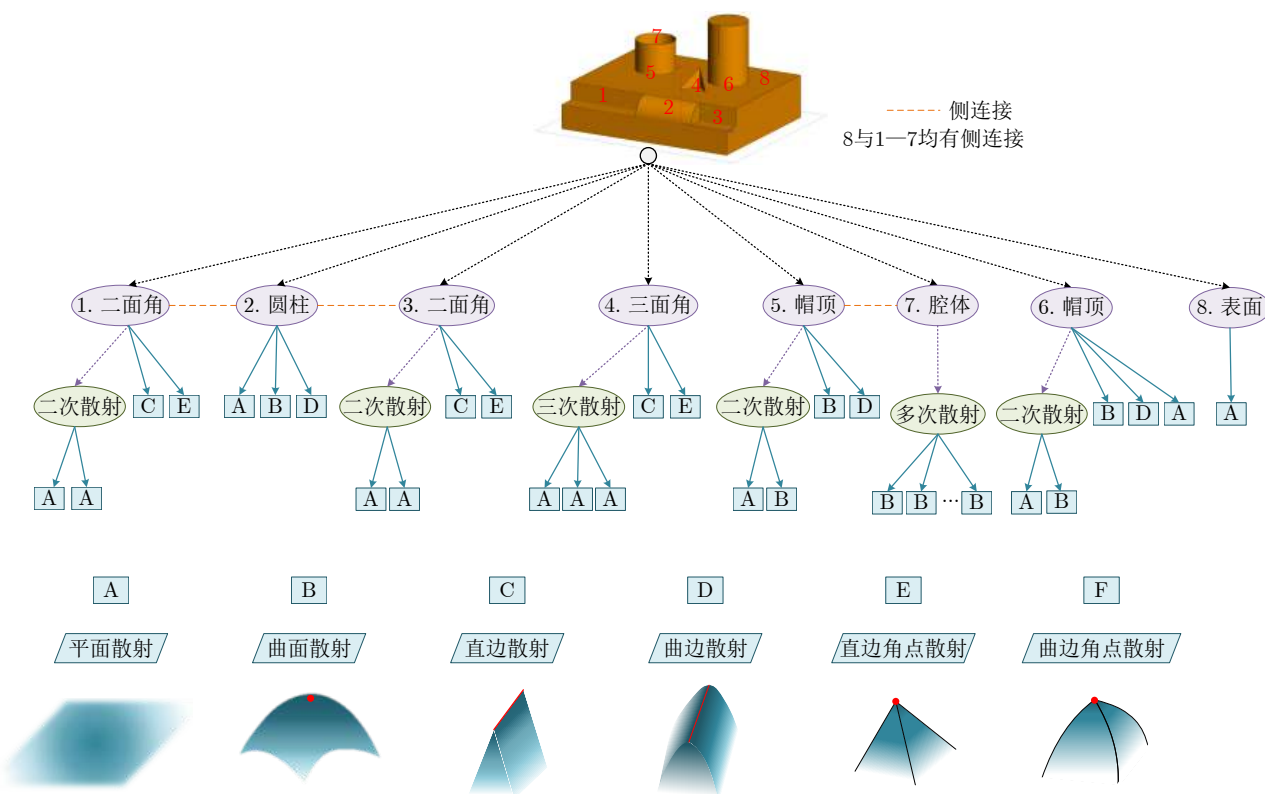 7
5
4
6
8
1
2
3
侧连接
8与1—7均有侧连接
1. 二面角
2. 圆柱
3. 二面角
4. 三面角
5. 帽顶
7. 腔体
6. 帽顶
8. 表面
二次散射 C E
A B D
二次散射 C E
三次散射 C E
二次散射 B D
多次散射
二次散射 B D A
A
A A
A A
A A A
A B
B B ··· B
A B
A B C D E F
平面散射 曲面散射 直边散射 曲边散射 直边角点散射 曲边角点散射